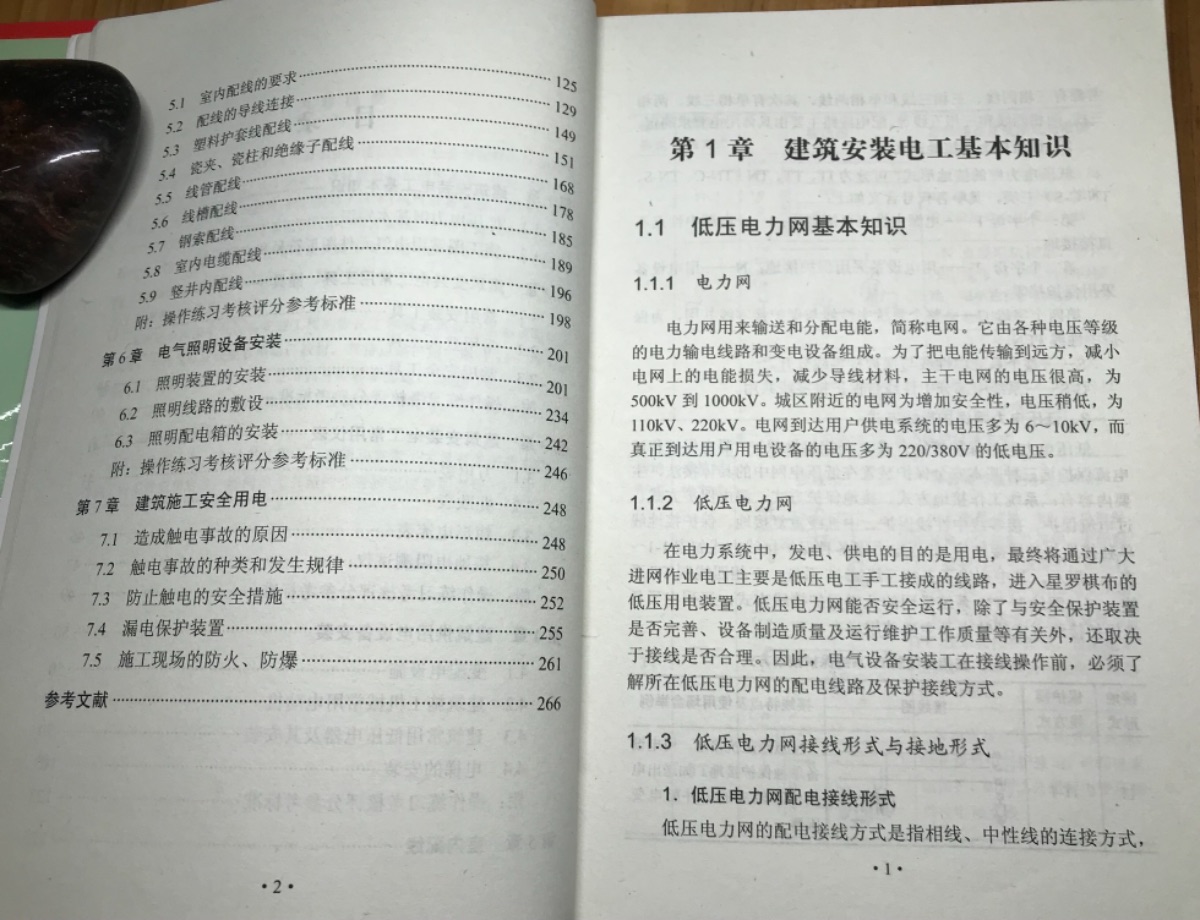 5.1 室内配线的要求……125
5.2 配线的导线连接……129
5.3 塑料护套线配线……149
5.4 瓷夹、瓷柱和绝缘子配线……151
5.5 线管配线……168
5.6 线槽配线……178
5.7 钢索配线……185
5.8 室内电缆配线……189
5.9 竖井内配线……196
附：操作练习考核评分参考标准……198
第6章 电气照明设备安装……201
6.1 照明装置的安装……201
6.2 照明线路的敷设……234
6.3 照明配电箱的安装……242
附：操作练习考核评分参考标准……246
第7章 建筑施工安全用电……248
7.1 造成触电事故的原因……248
7.2 触电事故的种类和发生规律……250
7.3 防止触电的安全措施……252
7.4 漏电保护装置……255
7.5 施工现场的防火、防爆……261
参考文献……266
·2·
第1章 建筑安装电工基本知识
1.1 低压电力网基本知识
1.1.1 电力网
电力网用来输送和分配电能，简称电网。它由各种电压等级
的电力输电线路和变电设备组成。为了把电能传输到远方，减小
电网上的电能损失，减少导线材料，主干电网的电压很高，为
500kV 到 1000kV。城区附近的电网为增加安全性，电压稍低，为
110kV、220kV。电网到达用户供电系统的电压多为 6～10kV，而
真正到达用户用电设备的电压多为 220/380V 的低电压。
1.1.2 低压电力网
在电力系统中，发电、供电的目的是用电，最终将通过广大
进网作业电工主要是低压电工手工接成的线路，进入星罗棋布的
低压用电装置。低压电力网能否安全运行，除了与安全保护装置
是否完善、设备制造质量及运行维护工作质量等有关外，还取决
于接线是否合理。因此，电气设备安装工在接线操作前，必须了
解所在低压电力网的配电线路及保护接线方式。
1.1.3 低压电力网接线形式与接地形式
1. 低压电力网配电接线形式
低压电力网的配电接线方式是指相线、中性线的连接方式，
·1·